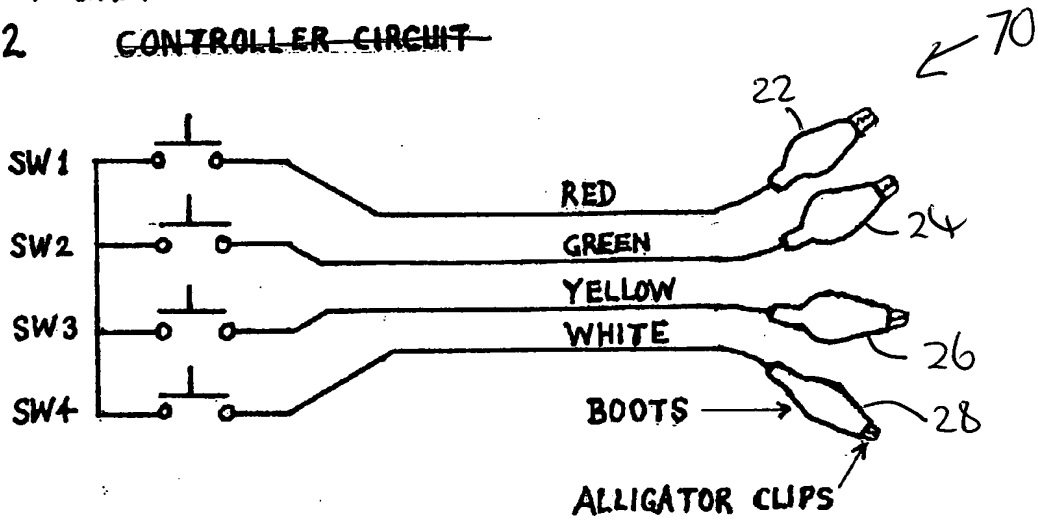 2 CONTROLLER CIRCUIT
70
22
SW1
RED
24
SW2
GREEN
YELLOW
SW3
WHITE
26
SW4
BOOTS
28
ALLIGATOR CLIPS